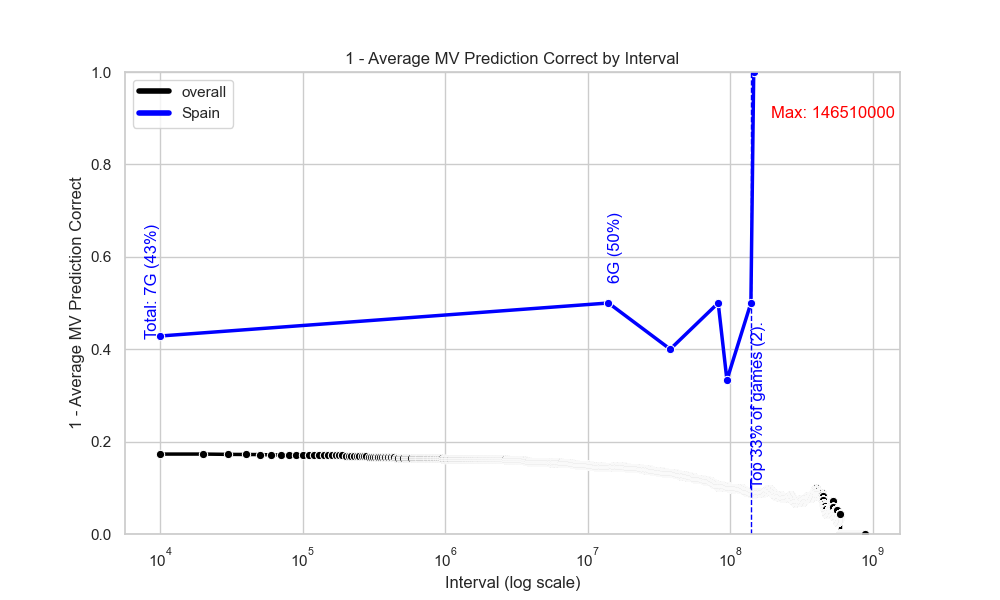 1 - Average MV Prediction Correct by Interval
1 - Average MV Prediction Correct
1.0
0.8
0.6
0.4
0.2
0.0
overall
Spain
Max: 146510000
Total: 7G (43%)
6G (50%)
Top 33% of games (2).
10^4
10^5
10^6
10^7
10^8
10^9
Interval (log scale)